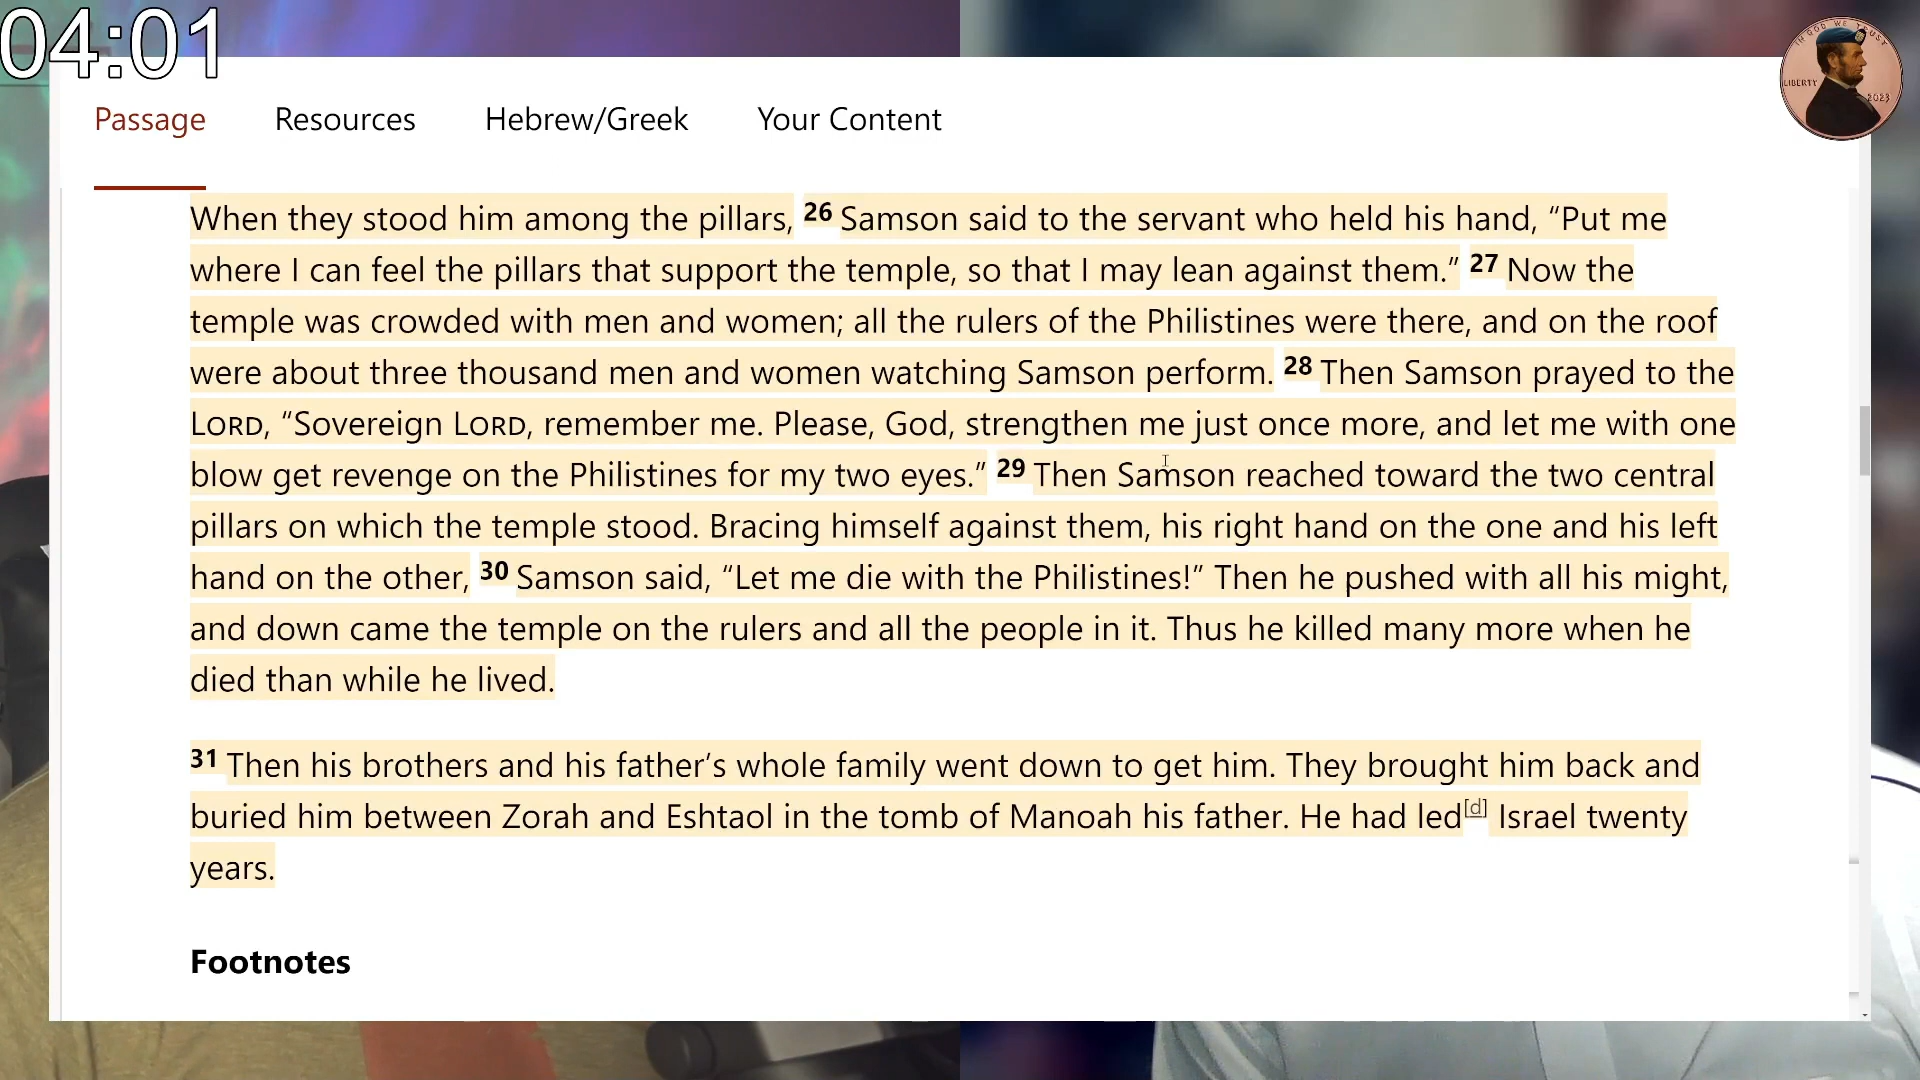 04:01
IN GOD WE TRUST
LIBERTY
2023
Passage Resources Hebrew/Greek Your Content
When they stood him among the pillars, 26 Samson said to the servant who held his hand, “Put me
where I can feel the pillars that support the temple, so that I may lean against them.” 27 Now the
temple was crowded with men and women; all the rulers of the Philistines were there, and on the roof
were about three thousand men and women watching Samson perform. 28 Then Samson prayed to the
LORD, “Sovereign LORD, remember me. Please, God, strengthen me just once more, and let me with one
blow get revenge on the Philistines for my two eyes.” 29 Then Samson reached toward the two central
pillars on which the temple stood. Bracing himself against them, his right hand on the one and his left
hand on the other, 30 Samson said, “Let me die with the Philistines!” Then he pushed with all his might,
and down came the temple on the rulers and all the people in it. Thus he killed many more when he
died than while he lived.
31 Then his brothers and his father’s whole family went down to get him. They brought him back and
buried him between Zorah and Eshtaol in the tomb of Manoah his father. He had led[d] Israel twenty
years.
Footnotes